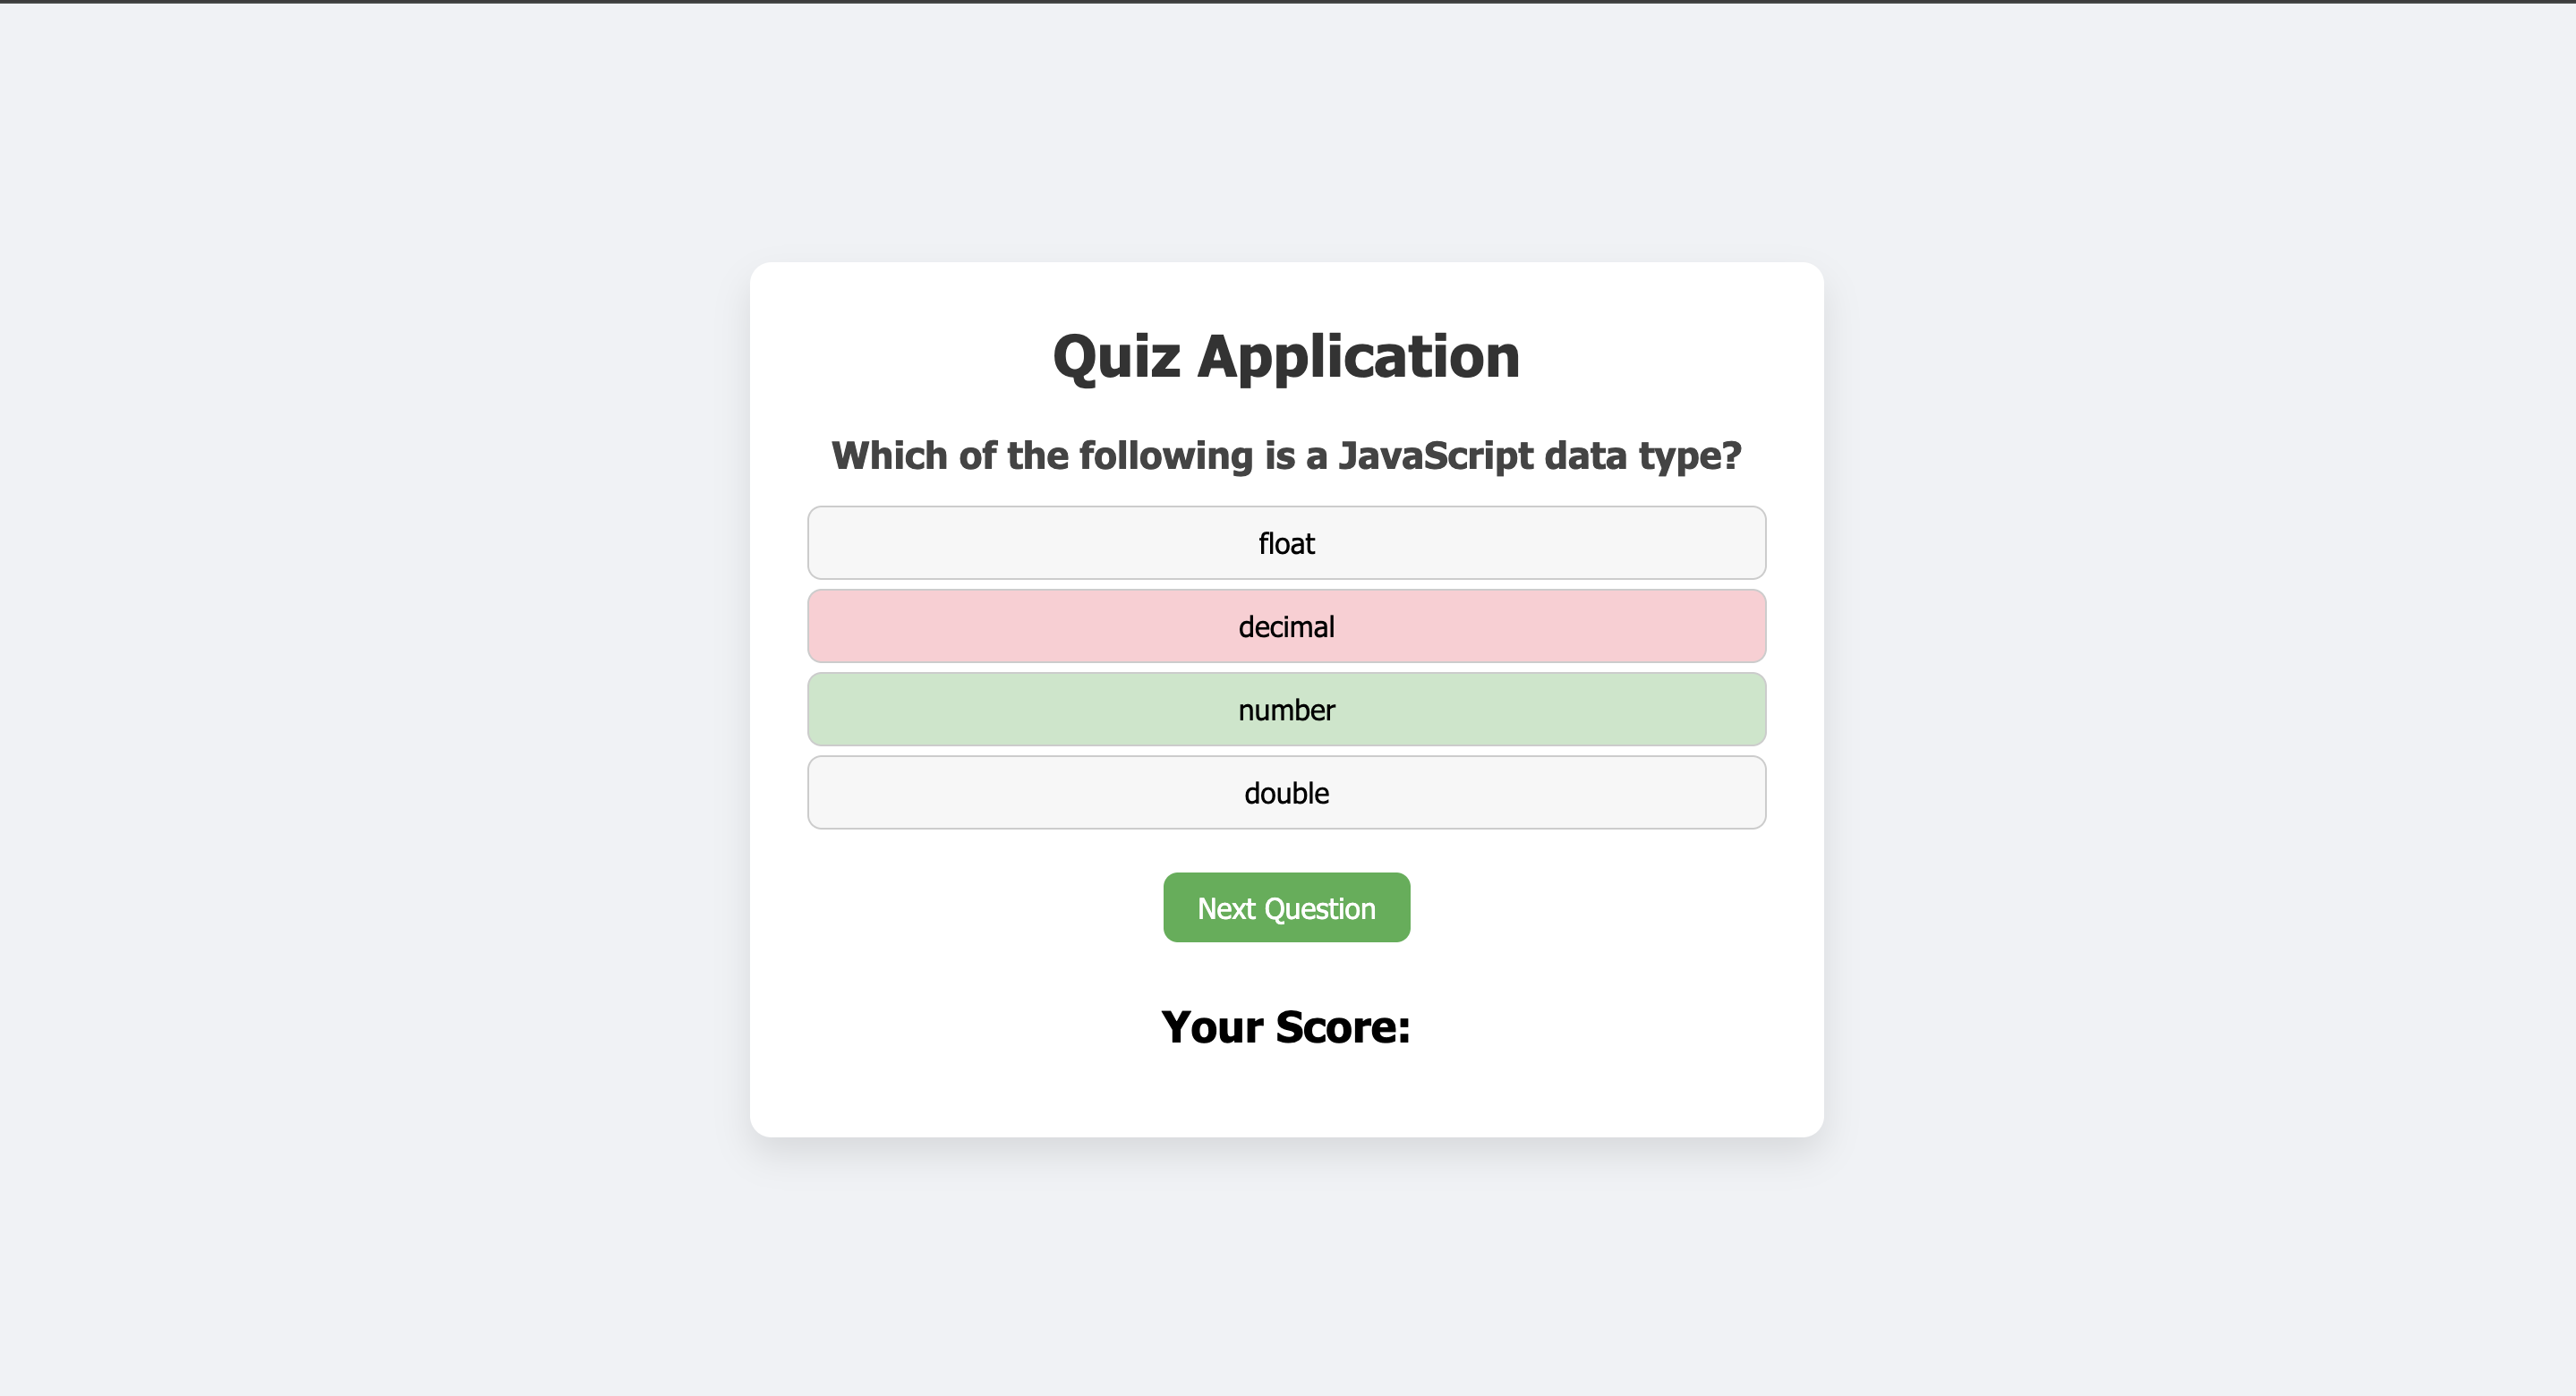 Quiz Application
Which of the following is a JavaScript data type?
float
decimal
number
double
Next Question
Your Score: